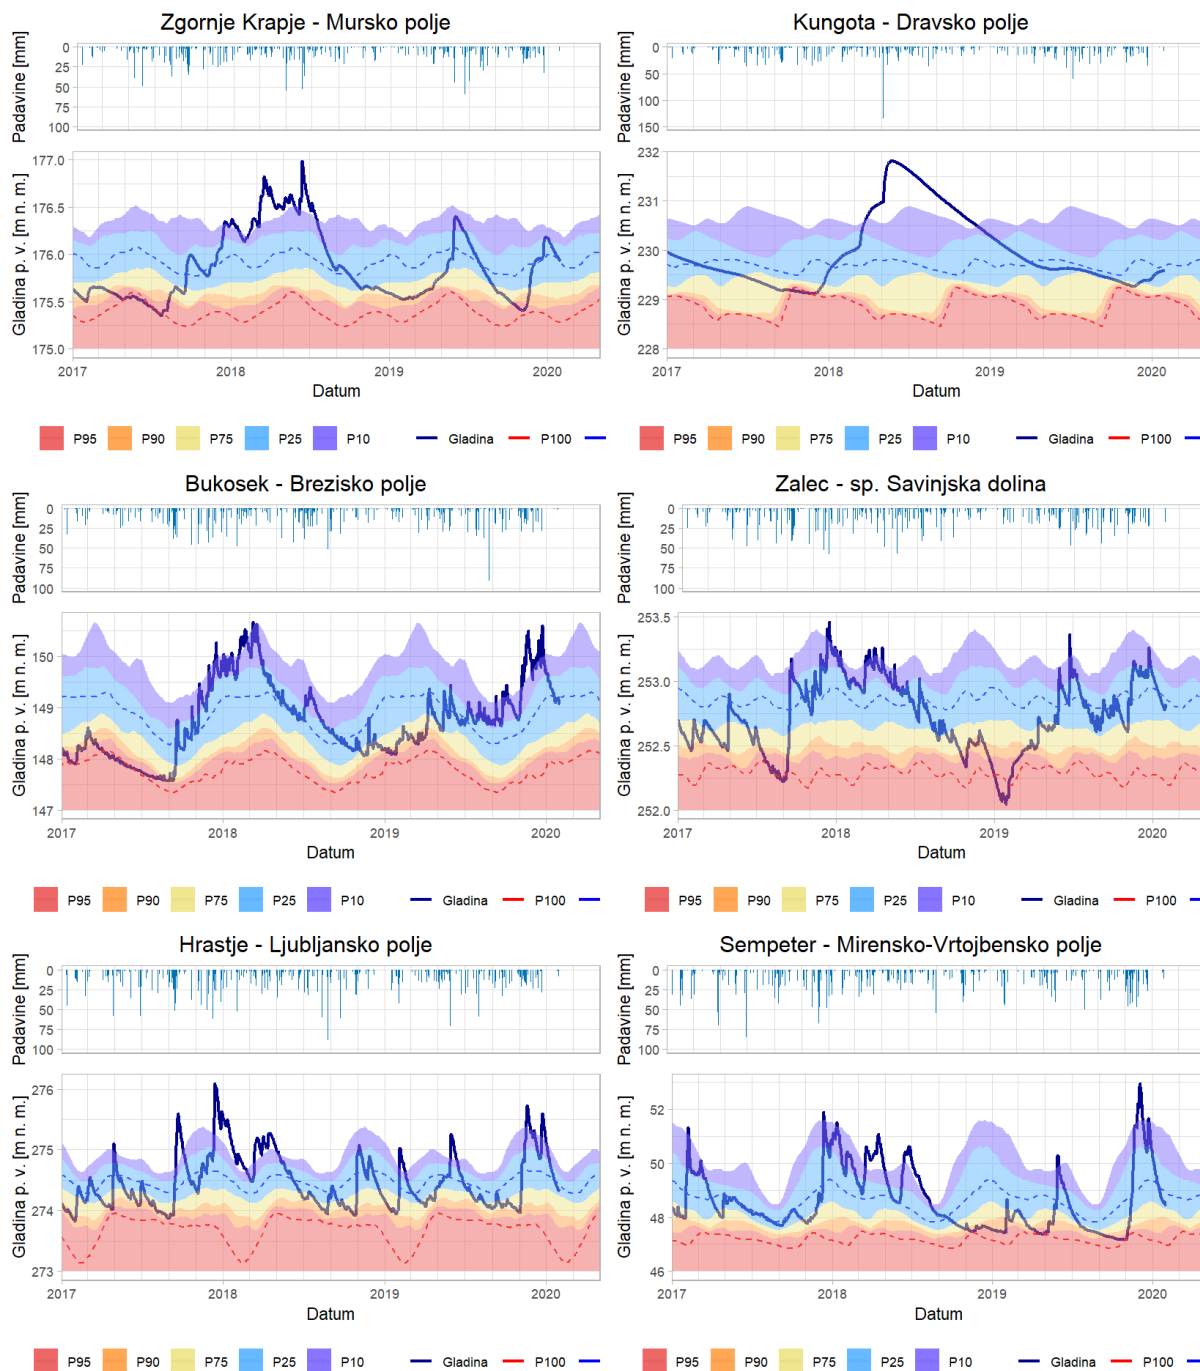 Zgornje Krapje - Mursko polje
Padavine [mm]
0
25
50
75
100
Gladina p. v. [m n. m.]
177.0
176.5
176.0
175.5
175.0
2017 2018 2019 2020
Datum
P95 P90 P75 P25 P10 Gladina P100
Kungota - Dravsko polje
Padavine [mm]
0
50
100
150
Gladina p. v. [m n. m.]
232
231
230
229
228
2017 2018 2019 2020
Datum
P95 P90 P75 P25 P10 Gladina P100
Bukosek - Brezisko polje
Padavine [mm]
0
25
50
75
100
Gladina p. v. [m n. m.]
150
149
148
147
2017 2018 2019 2020
Datum
P95 P90 P75 P25 P10 Gladina P100
Zalec - sp. Savinjska dolina
Padavine [mm]
0
25
50
75
100
Gladina p. v. [m n. m.]
253.5
253.0
252.5
252.0
2017 2018 2019 2020
Datum
P95 P90 P75 P25 P10 Gladina P100
Hrastje - Ljubljansko polje
Padavine [mm]
0
25
50
75
100
Gladina p. v. [m n. m.]
276
275
274
273
2017 2018 2019 2020
Datum
P95 P90 P75 P25 P10 Gladina P100
Sempeter - Mirensko-Vrtojbensko polje
Padavine [mm]
0
25
50
75
100
Gladina p. v. [m n. m.]
52
50
48
46
2017 2018 2019 2020
Datum
P95 P90 P75 P25 P10 Gladina P100